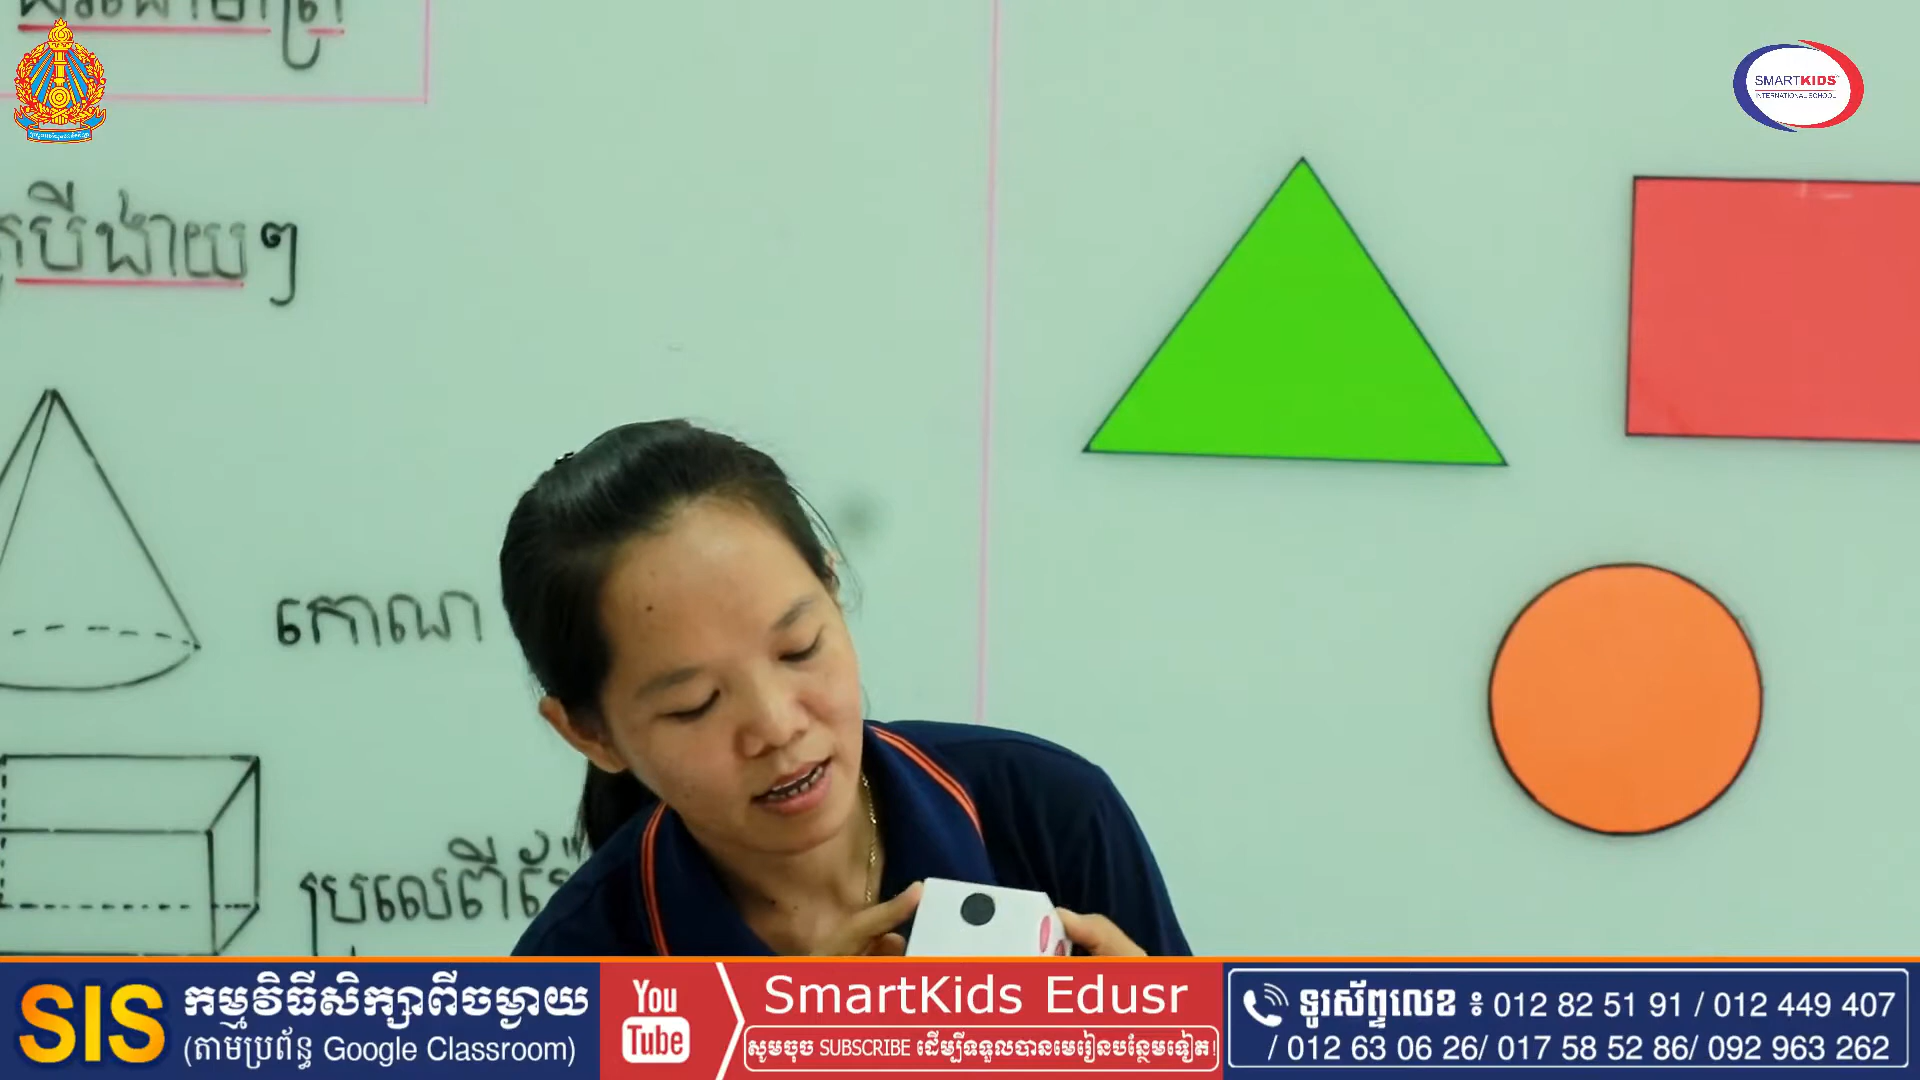 SMARTKIDS
INTERNATIONAL SCHOOL
បីងាយៗ
កោណ
ប្រលេពីប៉ែ
SIS
កម្មវិធីសិក្សាពីចម្ងាយ
(តាមប្រព័ន្ធ Google Classroom)
You
Tube
SmartKids Edusr
សូមចុច SUBSCRIBE ដើម្បីទទួលបានមេរៀនបន្ថែមទៀត!
ទូរស័ព្ទលេខ ៖ 012 82 51 91 / 012 449 407
/ 012 63 06 26/ 017 58 52 86/ 092 963 262